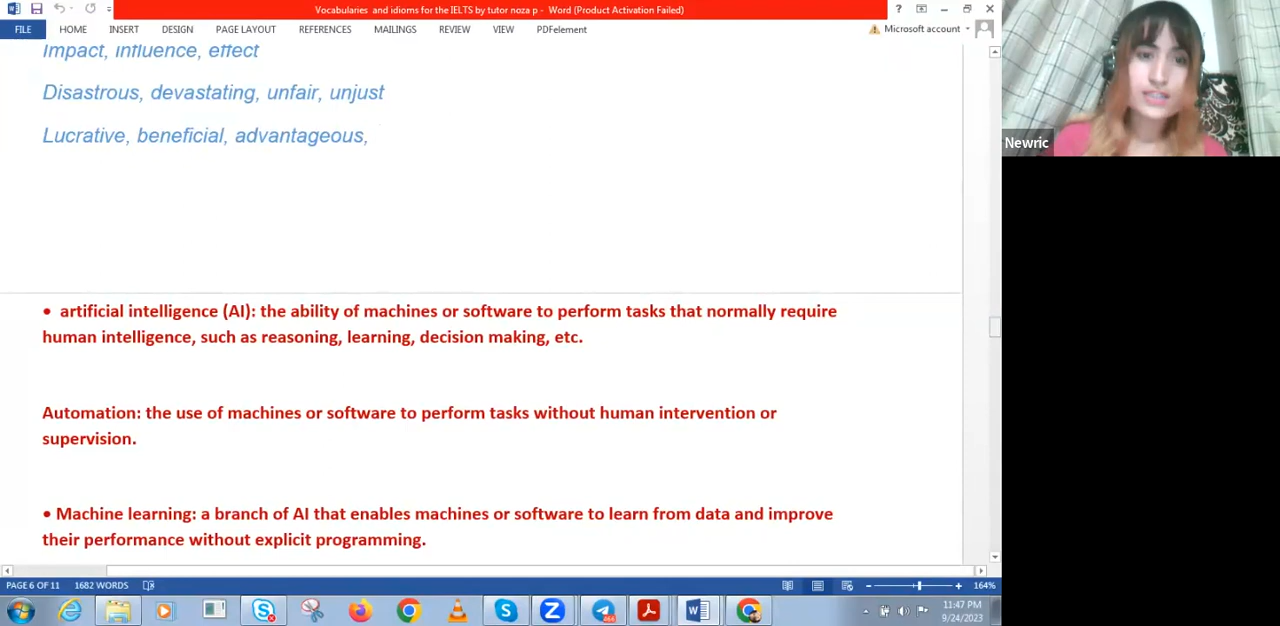 Vocabularies and idioms for the IELTS by tutor noza p - Word (Product Activation Failed)
?
FILE HOME INSERT DESIGN PAGE LAYOUT REFERENCES MAILINGS REVIEW VIEW PDFelement Microsoft account
Impact, influence, effect
Disastrous, devastating, unfair, unjust
Lucrative, beneficial, advantageous,
Newric
• artificial intelligence (AI): the ability of machines or software to perform tasks that normally require
human intelligence, such as reasoning, learning, decision making, etc.
Automation: the use of machines or software to perform tasks without human intervention or
supervision.
• Machine learning: a branch of AI that enables machines or software to learn from data and improve
their performance without explicit programming.
PAGE 6 OF 11 1682 WORDS 164%
11:47 PM
9/24/2023